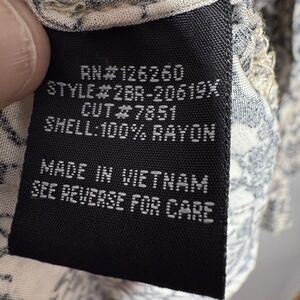 RN#126260
STYLE#2BR-20619X
CUT#7851
SHELL:100% RAYON
MADE IN VIETNAM
SEE REVERSE FOR CARE